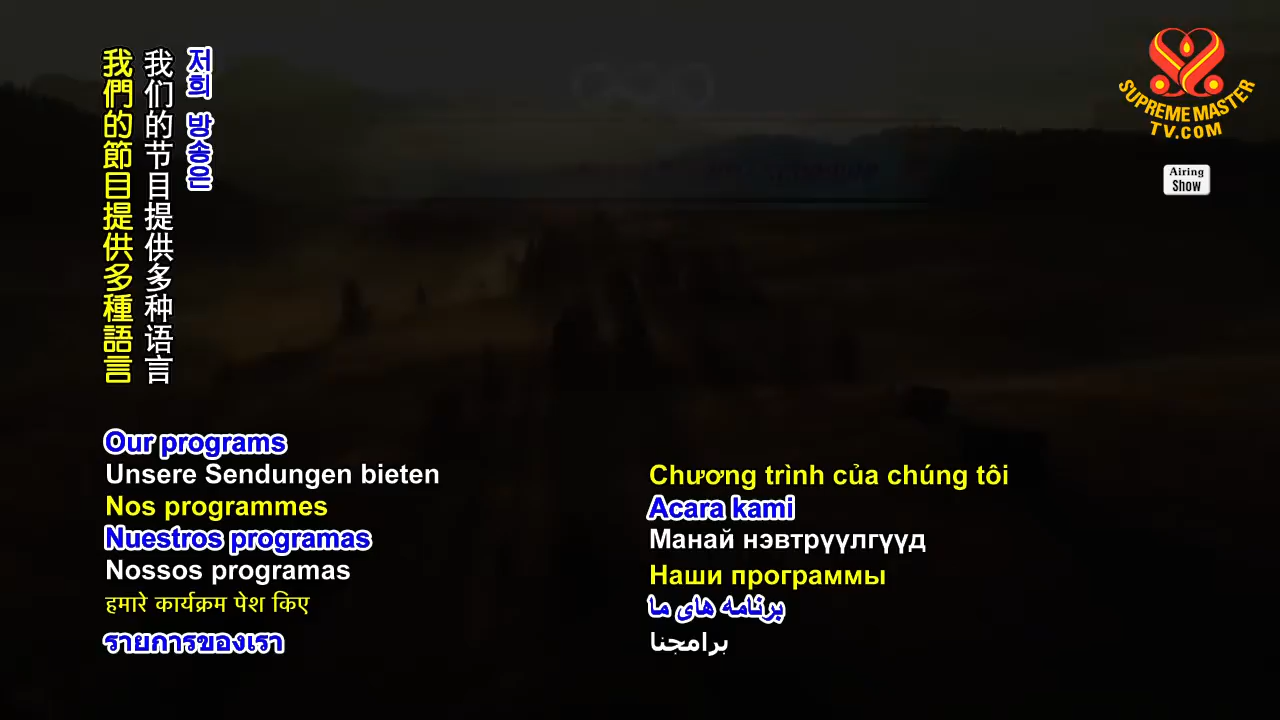 我們的節目提供多種語言
我们的节目提供多种语言
저희 방송은
SUPREME MASTER
TV.COM
Airing
Show
Our programs
Unsere Sendungen bieten
Nos programmes
Nuestros programas
Nossos programas
हमारे कार्यक्रम पेश किए
รายการของเรา
Chương trình của chúng tôi
Acara kami
Манай нэвтрүүлгүүд
Наши программы
برنامه های ما
برامجنا